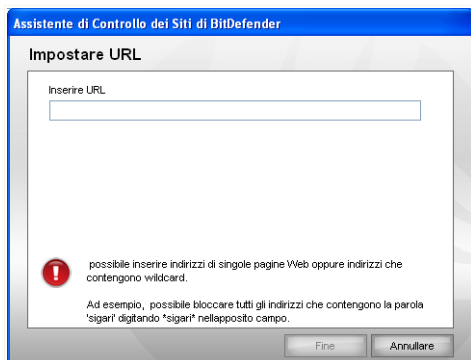 Assistente di Controllo dei Siti di BitDefender
Impostare URL
Inserire URL
possibile inserire indirizzi di singole pagine Web oppure indirizzi che
contengono wildcard.
Ad esempio, possibile bloccare tutti gli indirizzi che contengono la parola
'sigari' digitando *sigari* nellapposito campo.
Fine
Annullare